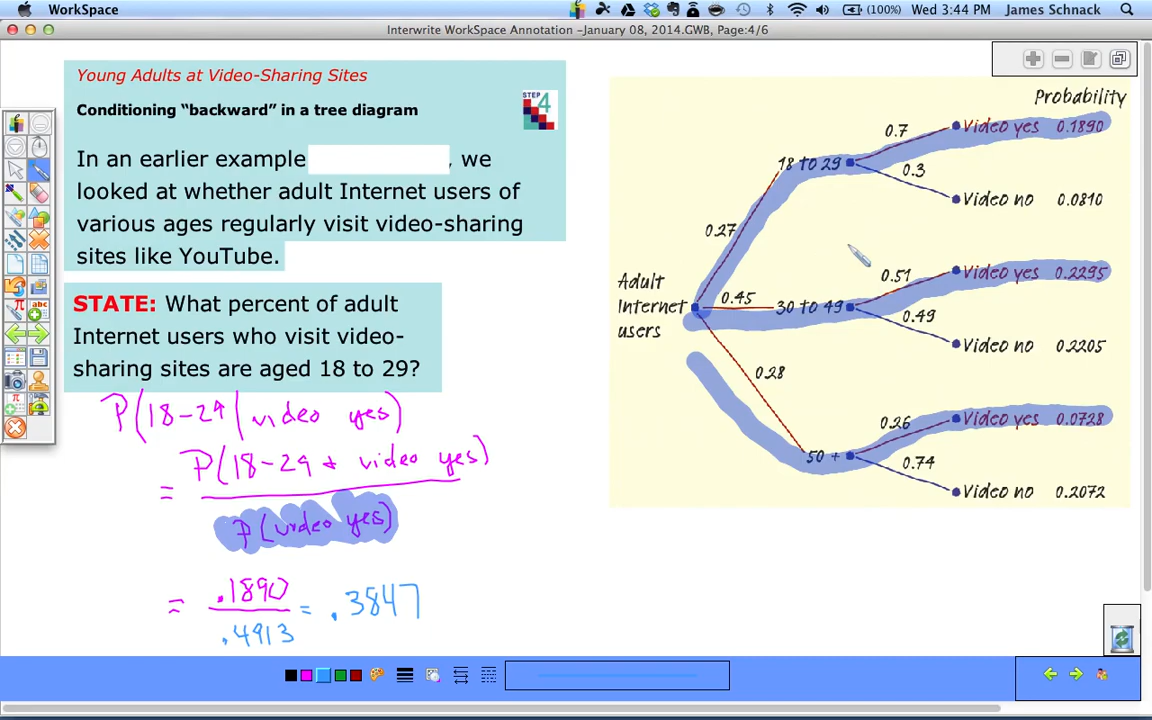 WorkSpace
(100%) Wed 3:44 PM James Schnack
Interwrite WorkSpace Annotation -January 08, 2014.GWB, Page:4/6
Young Adults at Video-Sharing Sites
Conditioning “backward” in a tree diagram
STEP 4
In an earlier example , we
looked at whether adult Internet users of
various ages regularly visit video-sharing
sites like YouTube.
STATE: What percent of adult
Internet users who visit video-
sharing sites are aged 18 to 29?
P(18-29 | video yes)
P(18-29 + video yes)
=
P(video yes)
= .1890 = .3847
.4913
Probability
0.7 Video yes 0.1890
18 to 29
0.3
0.27 Video no 0.0810
Adult
Internet
users
0.51 Video yes 0.2295
0.45 30 to 49
0.49
Video no 0.2205
0.28
0.26 Video yes 0.0728
50 +
0.74
Video no 0.2072
abc